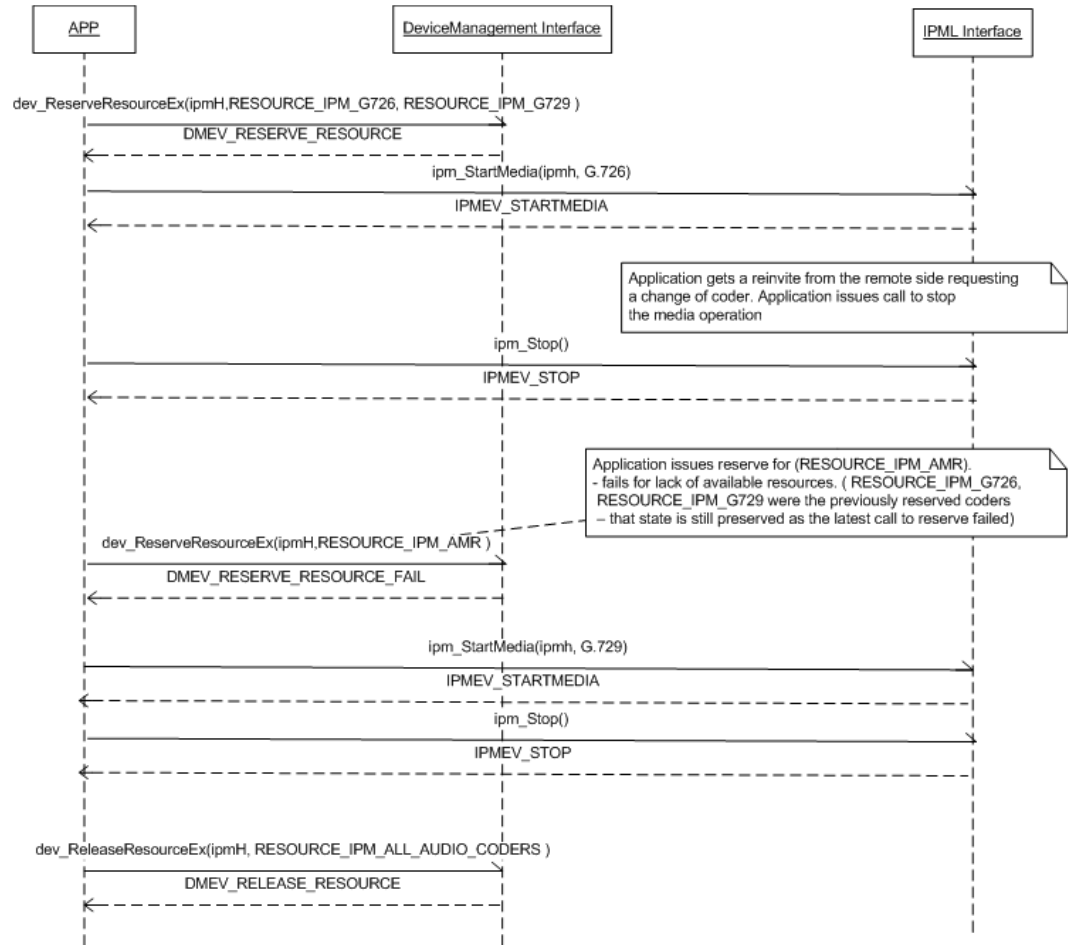 APP
DeviceManagement Interface
IPML Interface
dev_ReserveResourceEx(ipmH,RESOURCE_IPM_G726, RESOURCE_IPM_G729 )
DMEV_RESERVE_RESOURCE
ipm_StartMedia(ipmh, G.726)
IPMEV_STARTMEDIA
Application gets a reinvite from the remote side requesting
a change of coder. Application issues call to stop
the media operation
ipm_Stop()
IPMEV_STOP
Application issues reserve for (RESOURCE_IPM_AMR).
- fails for lack of available resources. ( RESOURCE_IPM_G726,
RESOURCE_IPM_G729 were the previously reserved coders
– that state is still preserved as the latest call to reserve failed)
dev_ReserveResourceEx(ipmH,RESOURCE_IPM_AMR )
DMEV_RESERVE_RESOURCE_FAIL
ipm_StartMedia(ipmh, G.729)
IPMEV_STARTMEDIA
ipm_Stop()
IPMEV_STOP
dev_ReleaseResourceEx(ipmH, RESOURCE_IPM_ALL_AUDIO_CODERS )
DMEV_RELEASE_RESOURCE